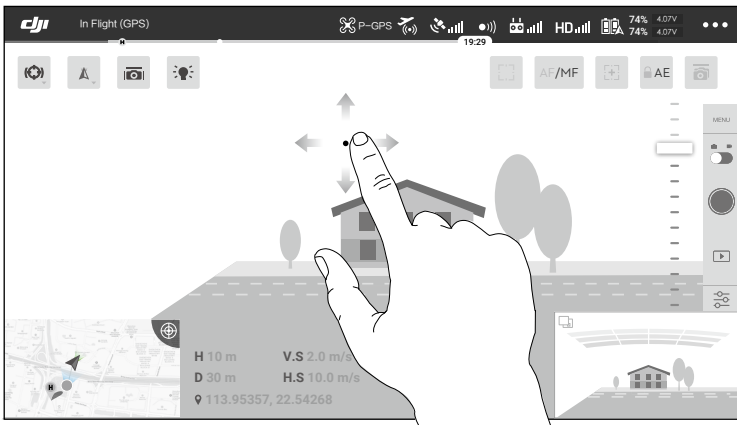 dji In Flight (GPS) P-GPS HD 74% 4.07V
74% 4.07V
H 19:29
AF/MF AE
MENU
H 10 m V.S 2.0 m/s
D 30 m H.S 10.0 m/s
H
113.95357, 22.54268